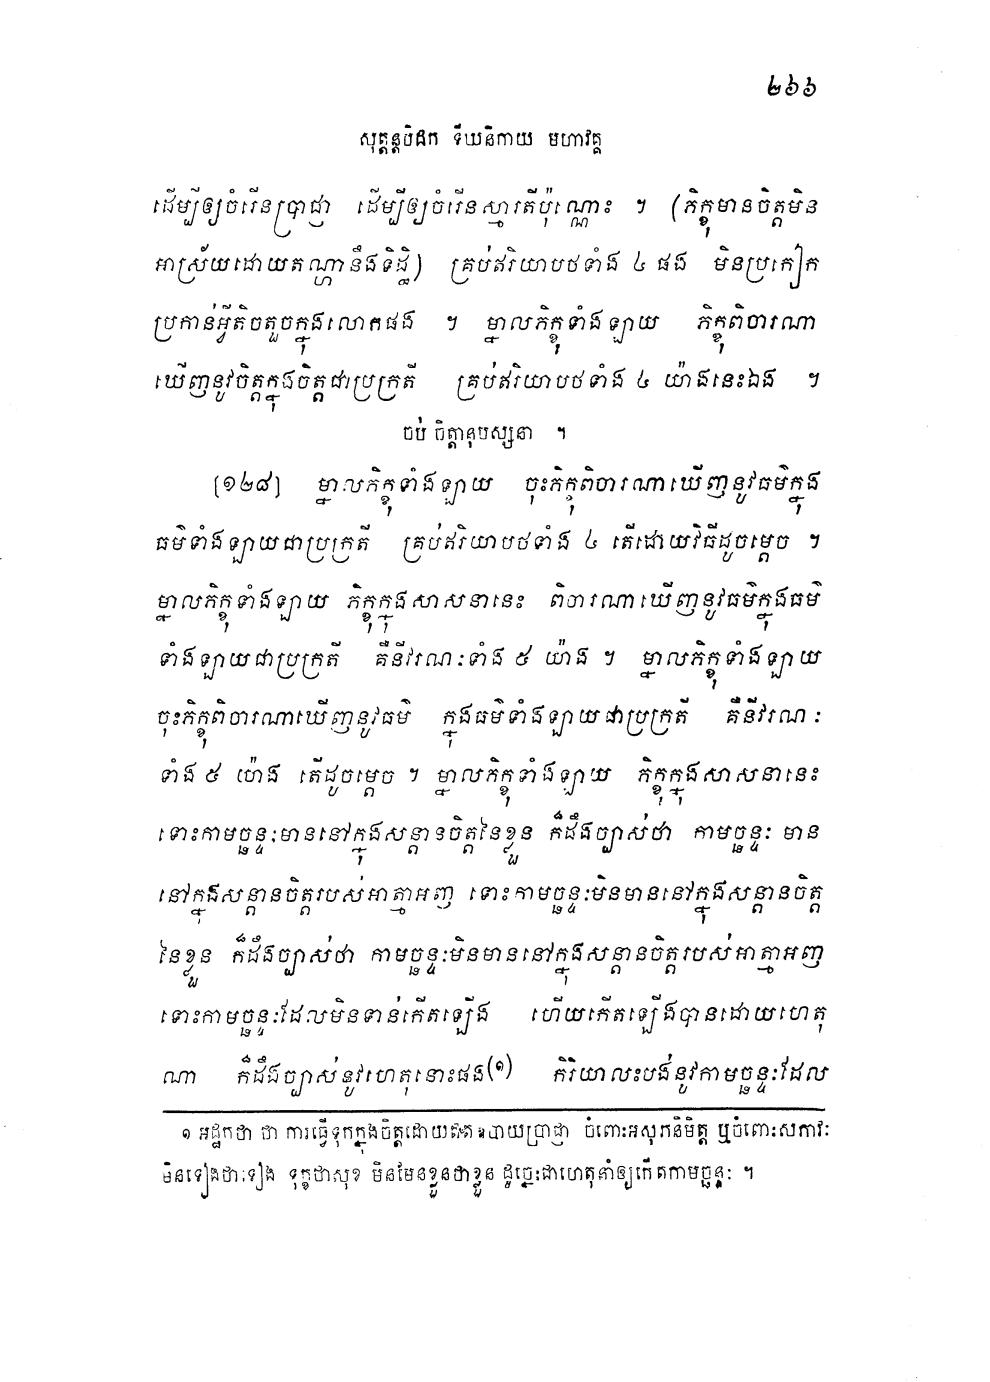 ២៦៦
សុត្តន្តបិដក ទីឃនិកាយ មហាវគ្គ
ដើម្បីឲ្យចំរើនប្រាជ្ញា ដើម្បីឲ្យចំរើនស្មារតីប៉ុណ្ណោះ ។ (ភិក្ខុមានចិត្តមិន
អាស្រ័យដោយតណ្ហានឹងទិដ្ឋិ) គ្រប់ឥរិយាបថទាំង ៤ ផង មិនប្រកៀក
ប្រកាន់អ្វីតិចតួចក្នុងលោកផង ។ ម្នាលភិក្ខុទាំងឡាយ ភិក្ខុពិចារណា
ឃើញនូវចិត្តក្នុងចិត្តជាប្រក្រតី គ្រប់ឥរិយាបថទាំង ៤ យ៉ាងនេះឯង ។
ចប់ ចិត្តានុបស្សនា ។
[១២៨] ម្នាលភិក្ខុទាំងឡាយ ចុះភិក្ខុពិចារណាឃើញនូវធម៌ក្នុង
ធម៌ទាំងឡាយជាប្រក្រតី គ្រប់ឥរិយាបថទាំង ៤ តើដោយវិធីដូចម្តេច ។
ម្នាលភិក្ខុទាំងឡាយ ភិក្ខុក្នុងសាសនានេះ ពិចារណាឃើញនូវធម៌ក្នុងធម៌
ទាំងឡាយជាប្រក្រតី គឺនីវរណៈទាំង ៥ យ៉ាង ។ ម្នាលភិក្ខុទាំងឡាយ
ចុះភិក្ខុពិចារណាឃើញនូវធម៌ ក្នុងធម៌ទាំងឡាយជាប្រក្រតី គឺនីវរណៈ
ទាំង ៥ យ៉ាង តើដូចម្តេច ។ ម្នាលភិក្ខុទាំងឡាយ ភិក្ខុក្នុងសាសនានេះ
ទោះកាមច្ឆន្ទៈមាននៅក្នុងសន្តានចិត្តនៃខ្លួន ក៏ដឹងច្បាស់ថា កាមច្ឆន្ទៈ មាន
នៅក្នុងសន្តានចិត្តរបស់អាត្មាអញ ទោះកាមច្ឆន្ទៈមិនមាននៅក្នុងសន្តានចិត្ត
នៃខ្លួន ក៏ដឹងច្បាស់ថា កាមច្ឆន្ទៈមិនមាននៅក្នុងសន្តានចិត្តរបស់អាត្មាអញ
ទោះកាមច្ឆន្ទៈដែលមិនទាន់កើតឡើង ហើយកើតឡើងបានដោយហេតុ
ណា ក៏ដឹងច្បាស់នូវហេតុនោះផង(១) កិរិយាលះបង់នូវកាមច្ឆន្ទៈដែល
១ អដ្ឋកថា ថា ការធ្វើទុកក្នុងចិត្តដោយឥតឧបាយប្រាជ្ញា ចំពោះអសុភនិមិត្ត ឬចំពោះសភាវៈ
មិនទៀងថាទៀង ទុក្ខថាសុខ មិនមែនខ្លួនថាខ្លួន ដូច្នេះជាហេតុនាំឲ្យកើតកាមច្ឆន្ទៈ ។